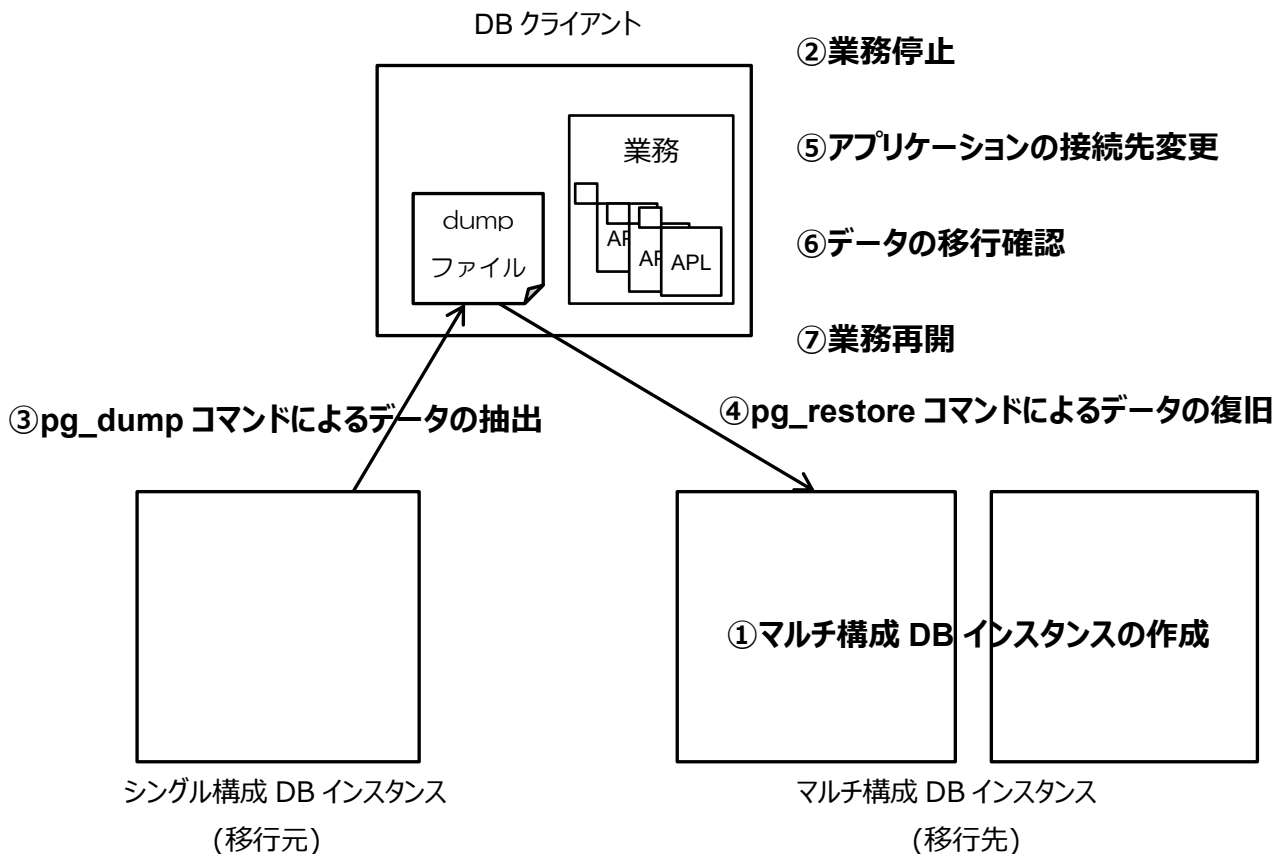 DB クライアント
②業務停止
⑤アプリケーションの接続先変更
業務
dump
ファイル
AP
AP
APL
⑥データの移行確認
⑦業務再開
③pg_dump コマンドによるデータの抽出
④pg_restore コマンドによるデータの復旧
①マルチ構成 DB インスタンスの作成
シングル構成 DB インスタンス
(移行元)
マルチ構成 DB インスタンス
(移行先)